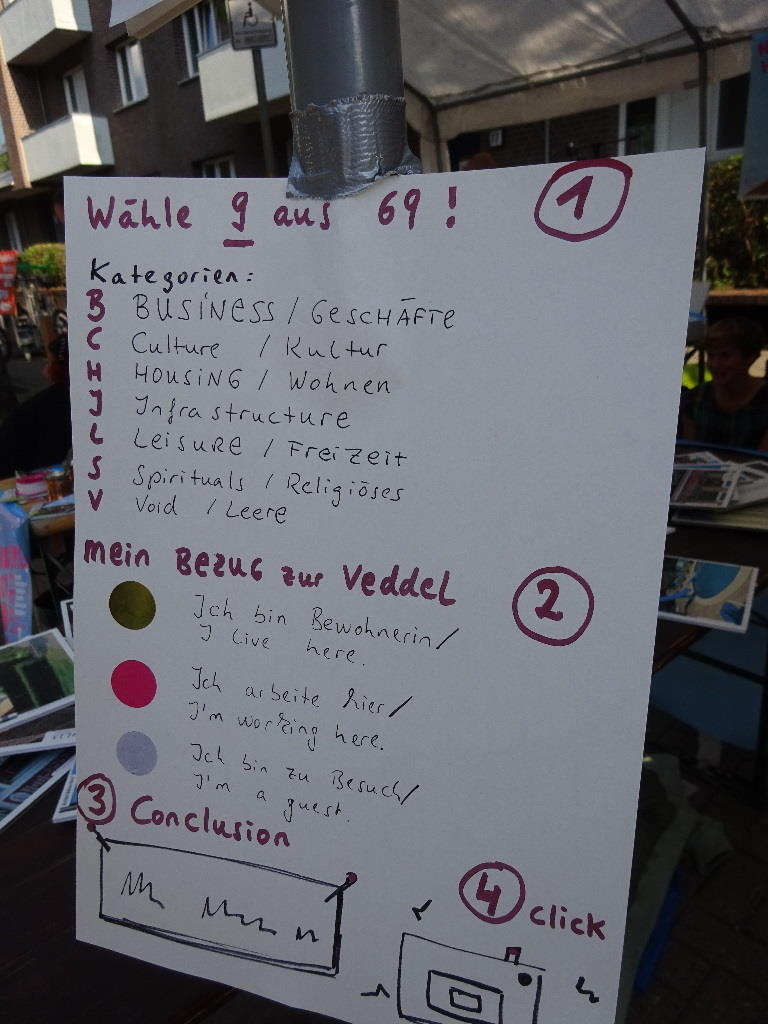 Wähle 9 aus 69 ! 1
Kategorien:
B BUSINESS / GESCHÄFTE
C Culture / Kultur
H HOUSING / Wohnen
I Infrastructure
L LEISURE / FREIZEIT
S Spirituals / Religiöses
V Void / Leere
mein BEZUG zur VEDDEL 2
Ich bin Bewohnerin/
I live here.
Ich arbeite hier/
I'm working here.
Ich bin zu Besuch/
I'm a guest.
3 Conclusion
4 click